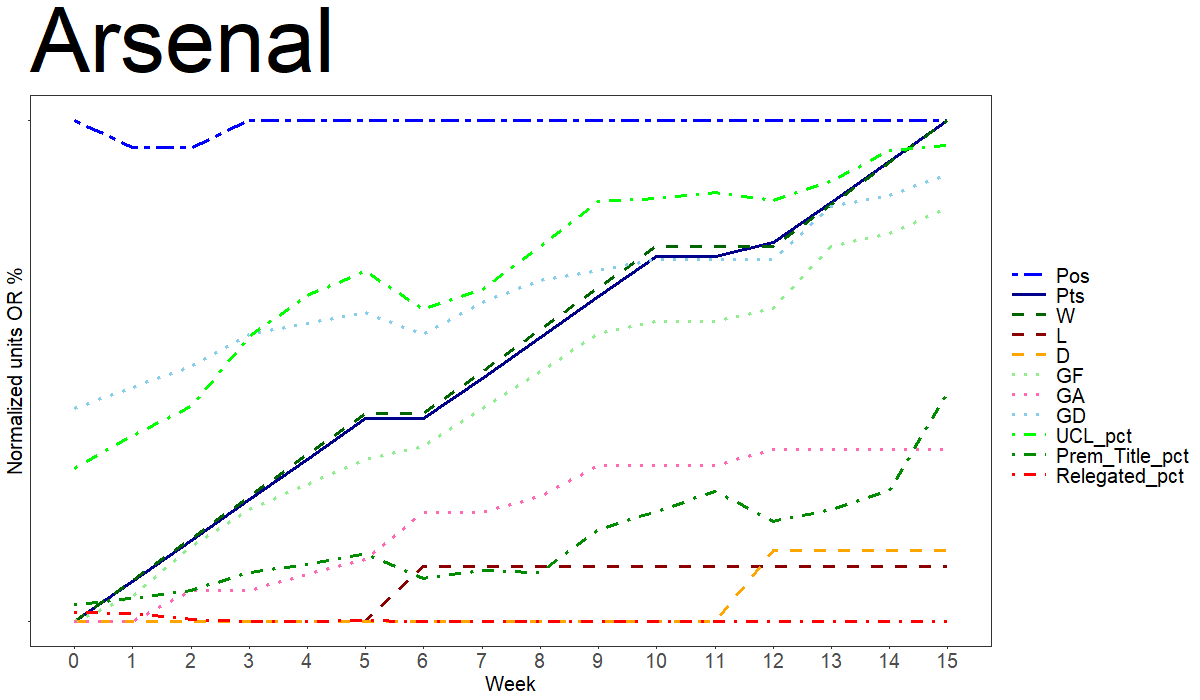 Arsenal
Normalized units OR %
0 1 2 3 4 5 6 7 8 9 10 11 12 13 14 15
Week
Pos
Pts
W
L
D
GF
GA
GD
UCL_pct
Prem_Title_pct
Relegated_pct